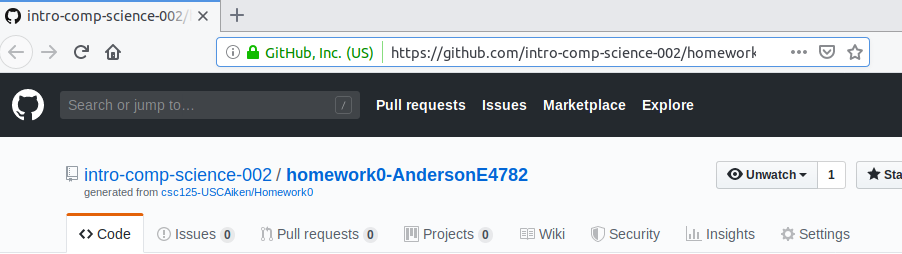 intro-comp-science-002/
GitHub, Inc. (US) https://github.com/intro-comp-science-002/homework
Search or jump to… / Pull requests Issues Marketplace Explore
intro-comp-science-002 / homework0-AndersonE4782 Unwatch 1 Sta
generated from csc125-USCAiken/Homework0
Code Issues 0 Pull requests 0 Projects 0 Wiki Security Insights Settings